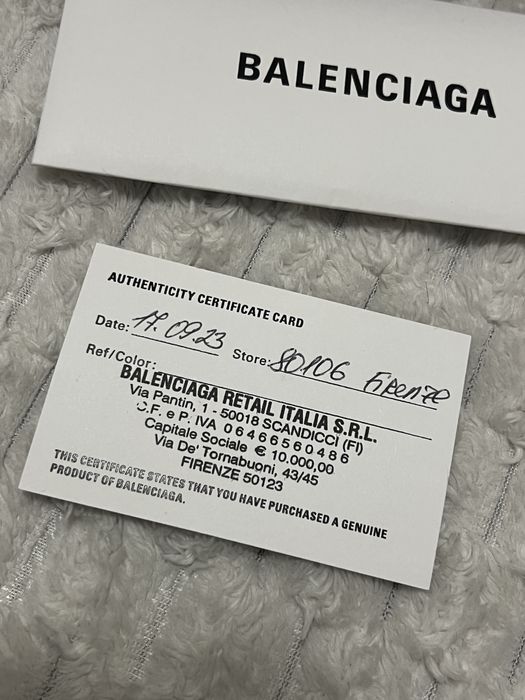 BALENCIAGA
AUTHENTICITY CERTIFICATE CARD
Date: 17.09.23 Store: 80106 Firenze
Ref/Color:
BALENCIAGA RETAIL ITALIA S.R.L.
Via Pantin, 1 - 50018 SCANDICCI (FI)
C.F. e P. IVA 06466560486
Capitale Sociale € 10.000,00
Via De' Tornabuoni, 43/45
FIRENZE 50123
THIS CERTIFICATE STATES THAT YOU HAVE PURCHASED A GENUINE
PRODUCT OF BALENCIAGA.